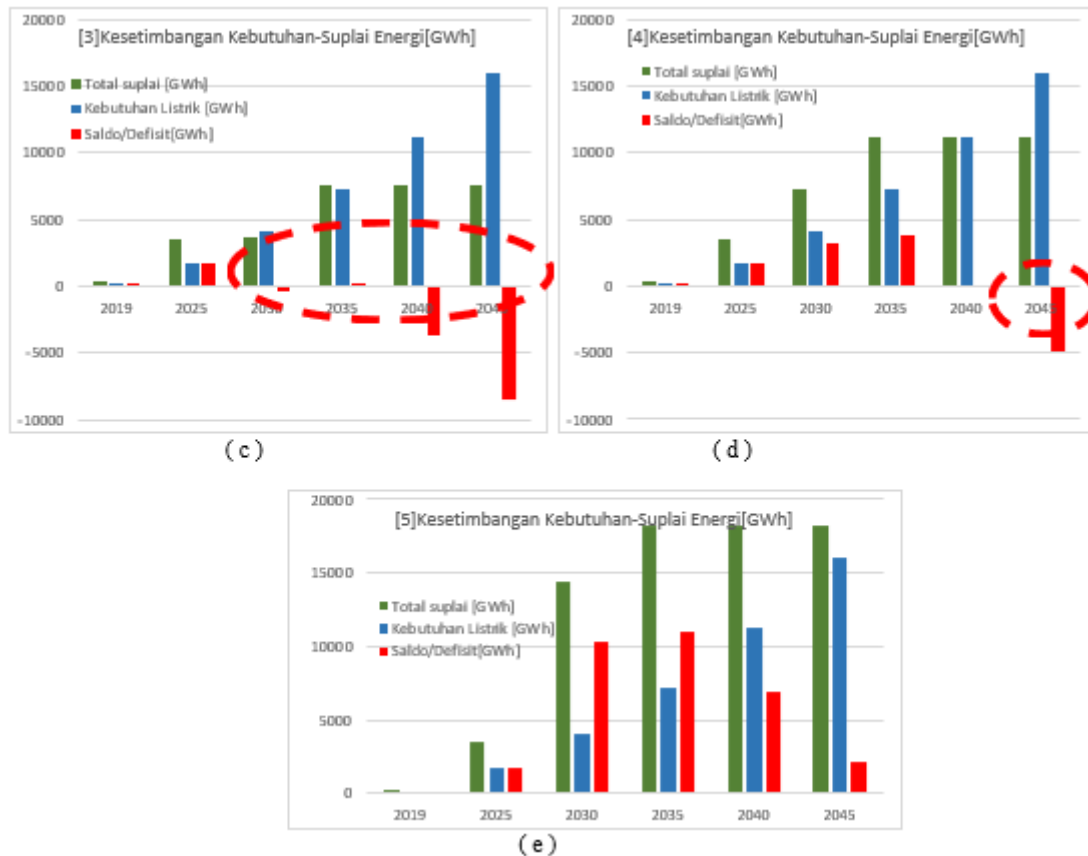 [3]Kesetimbangan Kebutuhan-Suplai Energi[GWh]
20000
15000
10000
5000
0
-5000
-10000
Total suplai [GWh]
Kebutuhan Listrik [GWh]
Saldo/Defisit[GWh]
2019 2025 2030 2035 2040
(c)
[4]Kesetimbangan Kebutuhan-Suplai Energi[GWh]
20000
15000
10000
5000
0
-5000
-10000
Total suplai [GWh]
Kebutuhan Listrik [GWh]
Saldo/Defisit[GWh]
2019 2025 2030 2035 2040 2045
(d)
[5]Kesetimbangan Kebutuhan-Suplai Energi[GWh]
20000
15000
10000
5000
0
Total suplai [GWh]
Kebutuhan Listrik [GWh]
Saldo/Defisit[GWh]
2019 2025 2030 2035 2040 2045
(e)